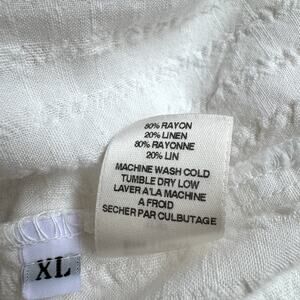 80% RAYON
20% LINEN
80% RAYONNE
20% LIN
MACHINE WASH COLD
TUMBLE DRY LOW
LAVER A'LA MACHINE
A FROID
SECHER PAR CULBUTAGE
XL